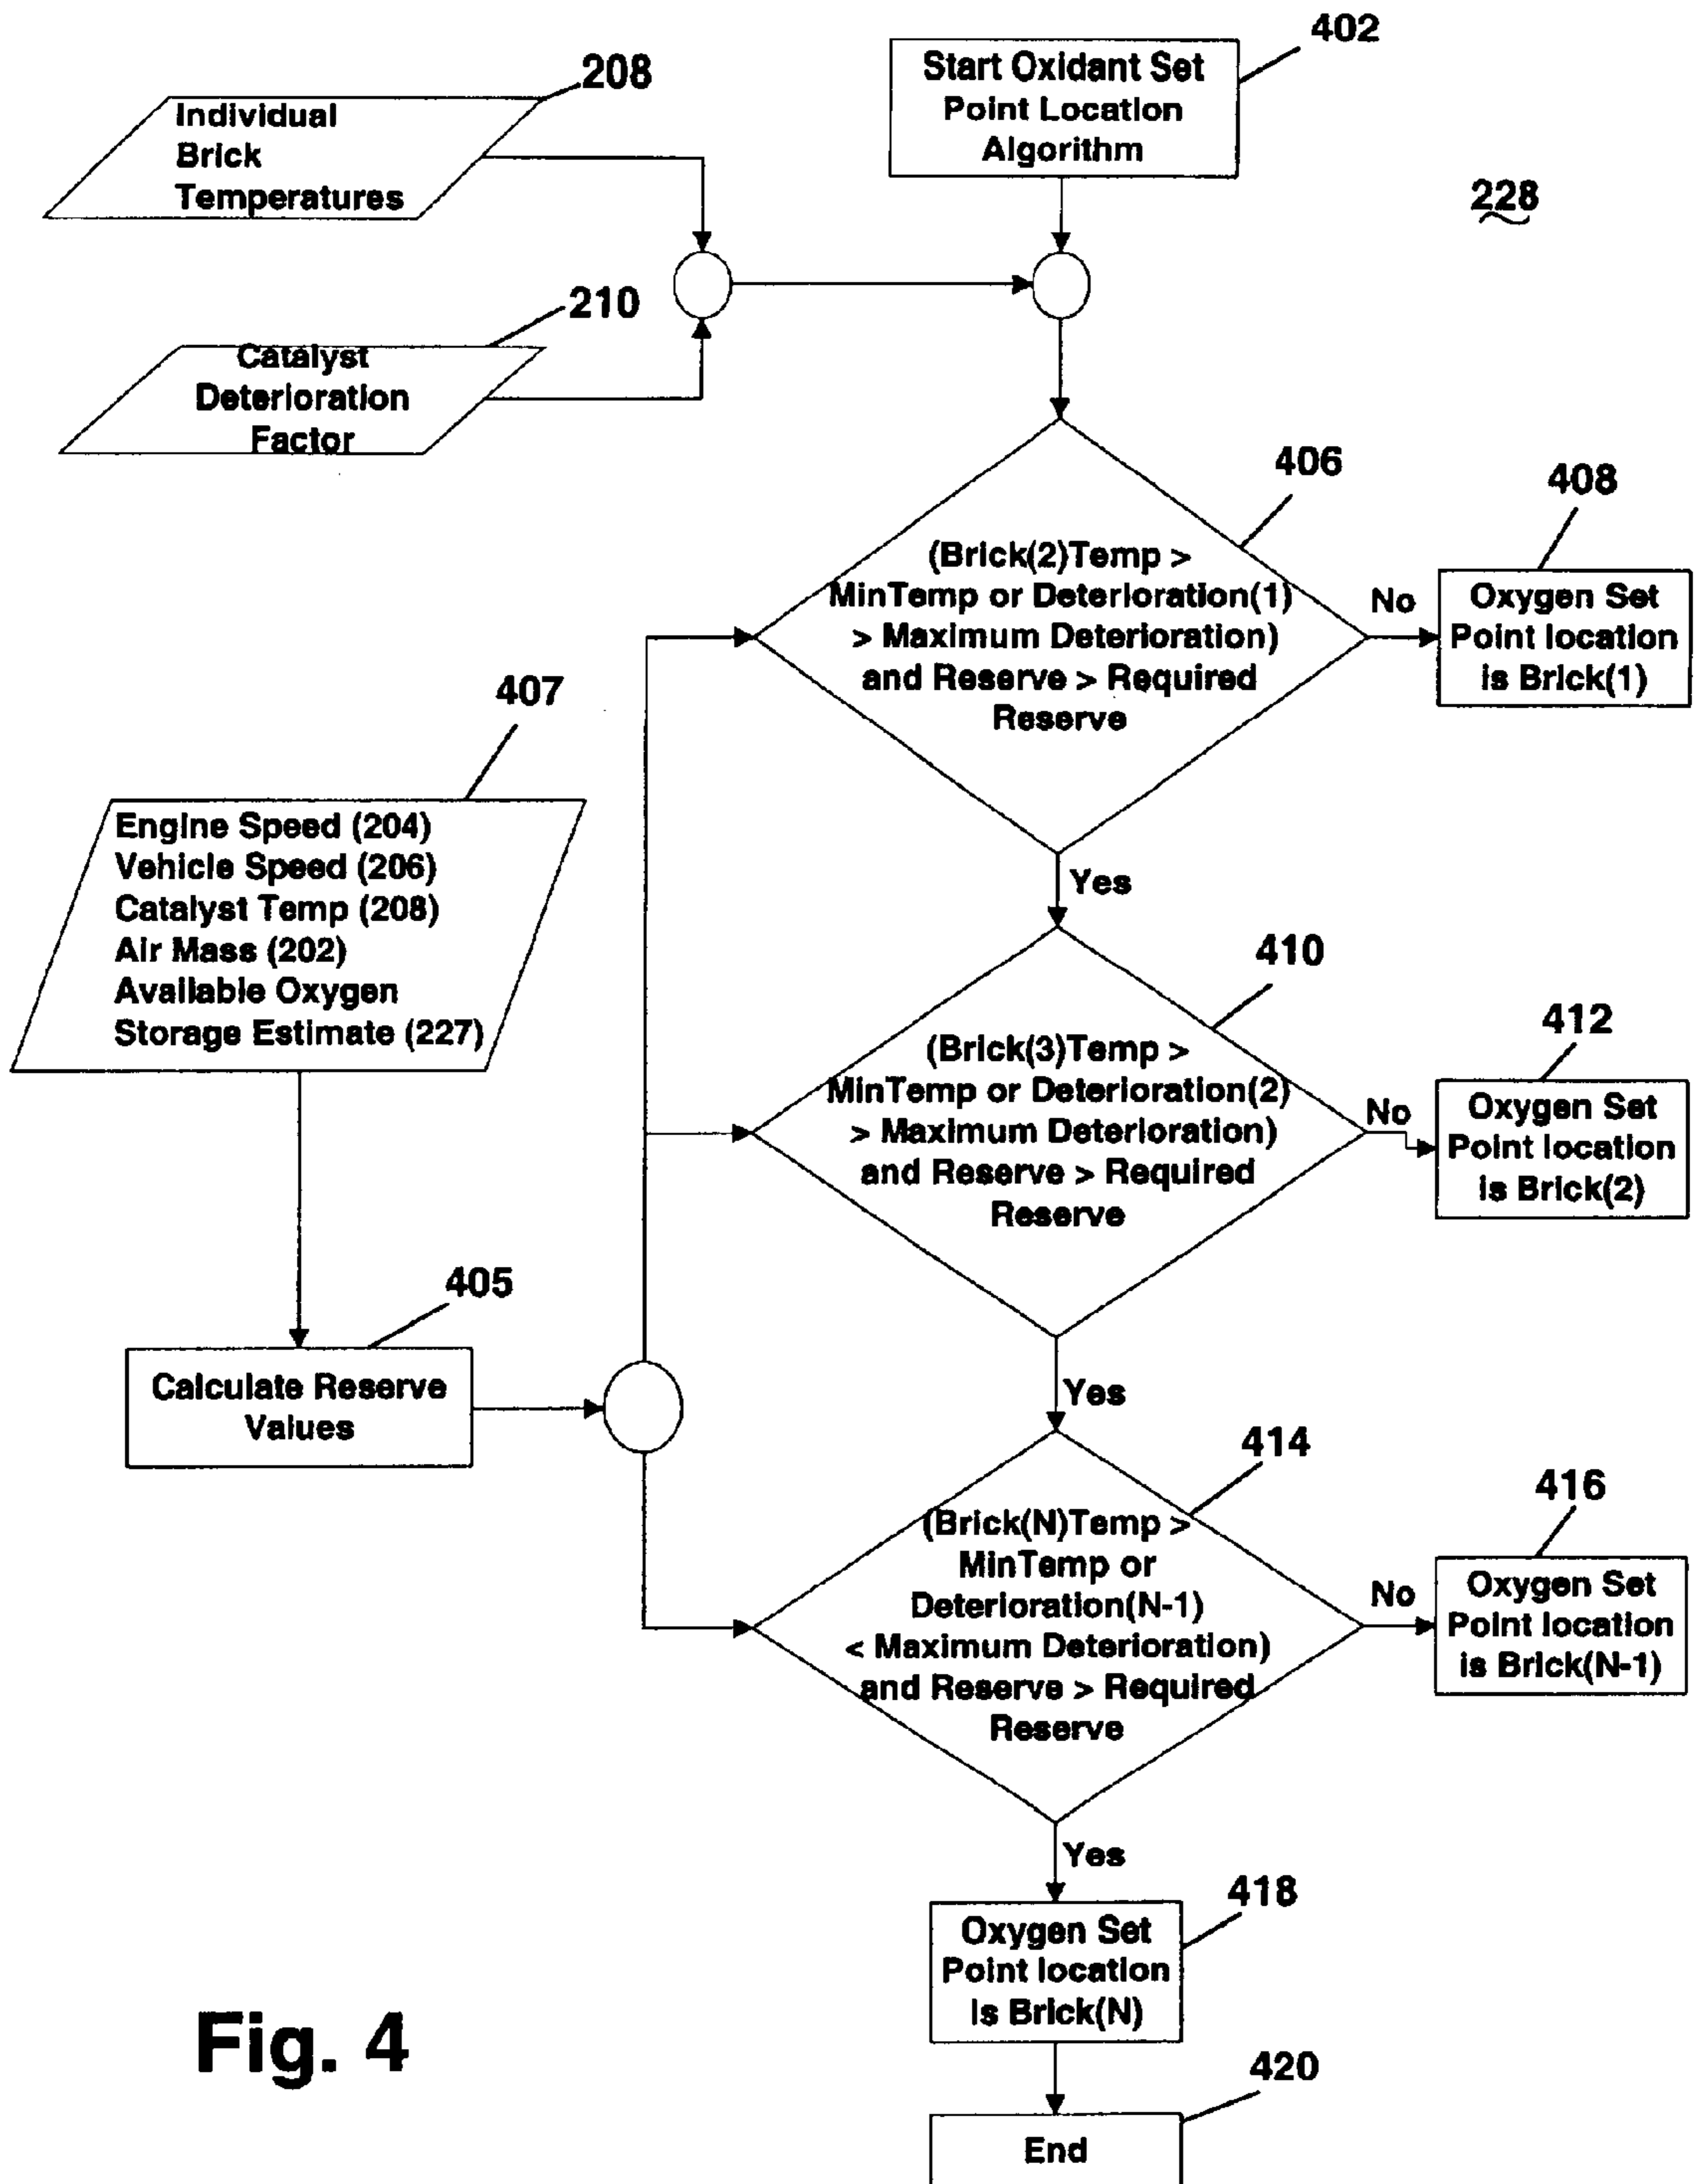 402
Start Oxidant Set
Point Location
Algorithm
208
Individual
Brick
Temperatures
228
210
Catalyst
Deterioration
Factor
406
(Brick(2)Temp >
MinTemp or Deterioration(1)
> Maximum Deterioration)
and Reserve > Required
Reserve
No
408
Oxygen Set
Point location
is Brick(1)
407
Engine Speed (204)
Vehicle Speed (206)
Catalyst Temp (208)
Air Mass (202)
Available Oxygen
Storage Estimate (227)
Yes
410
(Brick(3)Temp >
MinTemp or Deterioration(2)
> Maximum Deterioration)
and Reserve > Required
Reserve
No
412
Oxygen Set
Point location
is Brick(2)
405
Calculate Reserve
Values
Yes
414
(Brick(N)Temp >
MinTemp or
Deterioration(N-1)
< Maximum Deterioration)
and Reserve > Required
Reserve
No
416
Oxygen Set
Point location
is Brick(N-1)
Yes
418
Oxygen Set
Point location
is Brick(N)
420
End
Fig. 4